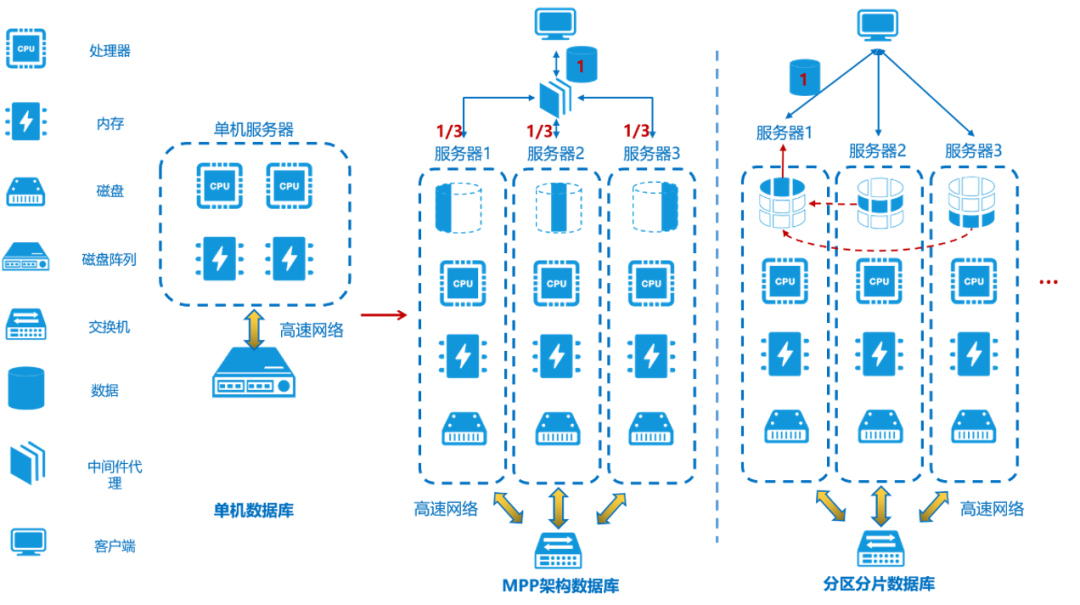 CPU
处理器
内存
磁盘
磁盘阵列
交换机
数据
中间件代
理
客户端
单机服务器
CPU
CPU
高速网络
单机数据库
1
1/3
1/3
1/3
服务器1
服务器2
服务器3
CPU
CPU
CPU
高速网络
MPP架构数据库
1
服务器1
服务器2
服务器3
CPU
CPU
CPU
...
高速网络
分区分片数据库